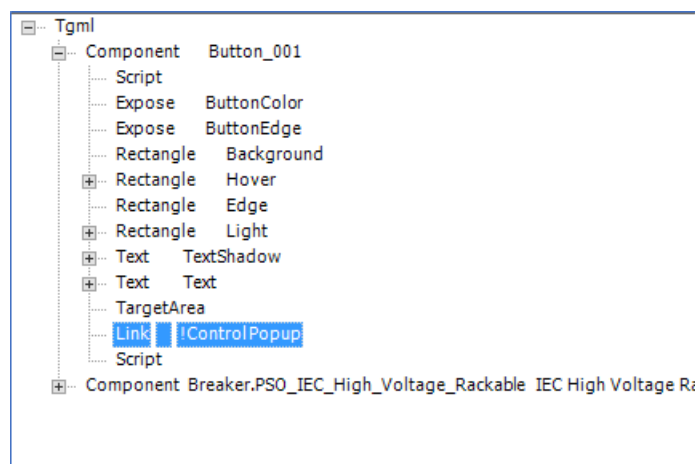 Tgml
Component Button_001
Script
Expose ButtonColor
Expose ButtonEdge
Rectangle Background
Rectangle Hover
Rectangle Edge
Rectangle Light
Text TextShadow
Text Text
TargetArea
Link !ControlPopup
Script
Component Breaker.PSO_IEC_High_Voltage_Rackable IEC High Voltage Ra